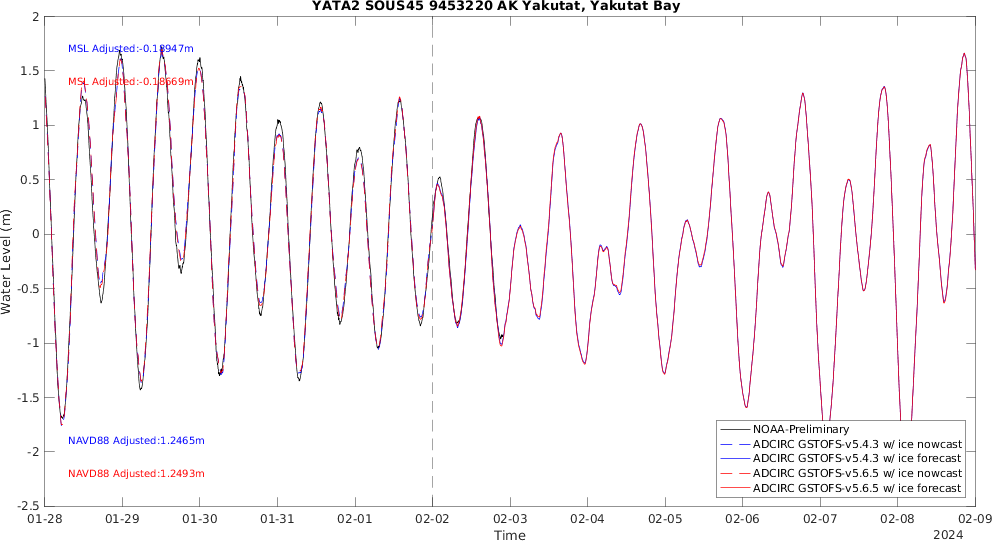 YATA2 SOUS45 9453220 AK Yakutat, Yakutat Bay
2
1.5
1
0.5
0
-0.5
-1
-1.5
-2
-2.5
Water Level (m)
MSL Adjusted:-0.18947m
MSL Adjusted:-0.18669m
NAVD88 Adjusted:1.2465m
NAVD88 Adjusted:1.2493m
NOAA-Preliminary
ADCIRC GSTOFS-v5.4.3 w/ ice nowcast
ADCIRC GSTOFS-v5.4.3 w/ ice forecast
ADCIRC GSTOFS-v5.6.5 w/ ice nowcast
ADCIRC GSTOFS-v5.6.5 w/ ice forecast
01-28 01-29 01-30 01-31 02-01 02-02 02-03 02-04 02-05 02-06 02-07 02-08 02-09
Time
2024